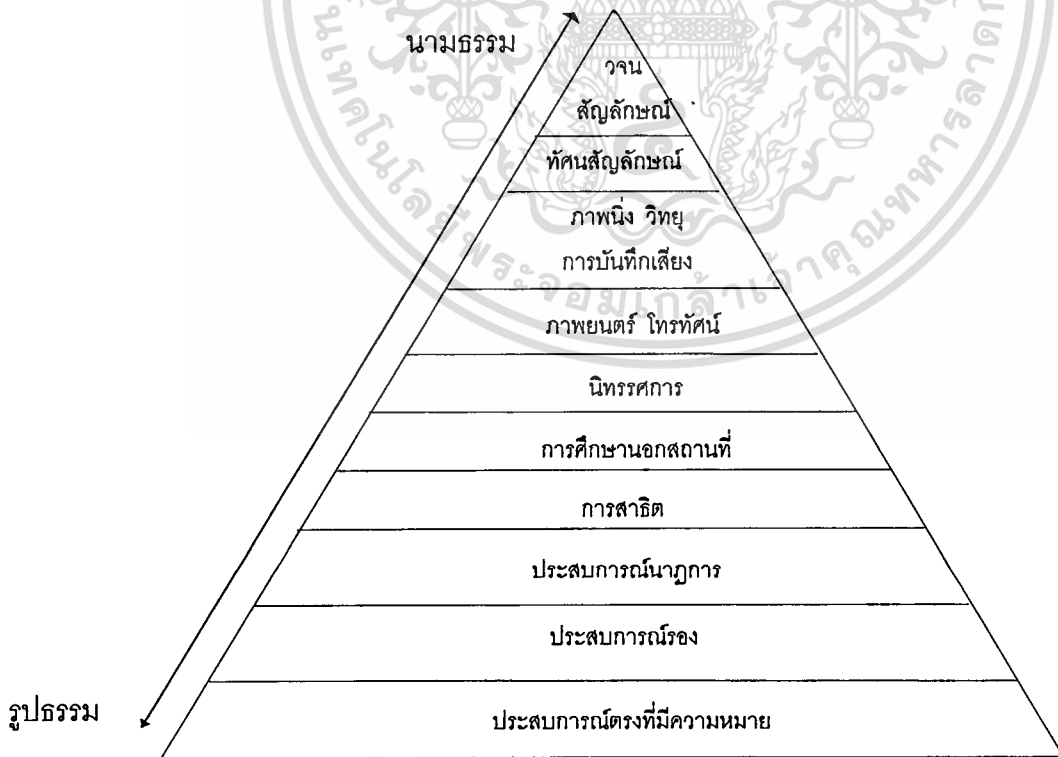 นามธรรม
วจน
สัญลักษณ์
ทัศนสัญลักษณ์
ภาพนิ่ง วิทยุ
การบันทึกเสียง
ภาพยนตร์ โทรทัศน์
นิทรรศการ
การศึกษานอกสถานที่
การสาธิต
ประสบการณ์นาฏการ
ประสบการณ์รอง
รูปธรรม
ประสบการณ์ตรงที่มีความหมาย